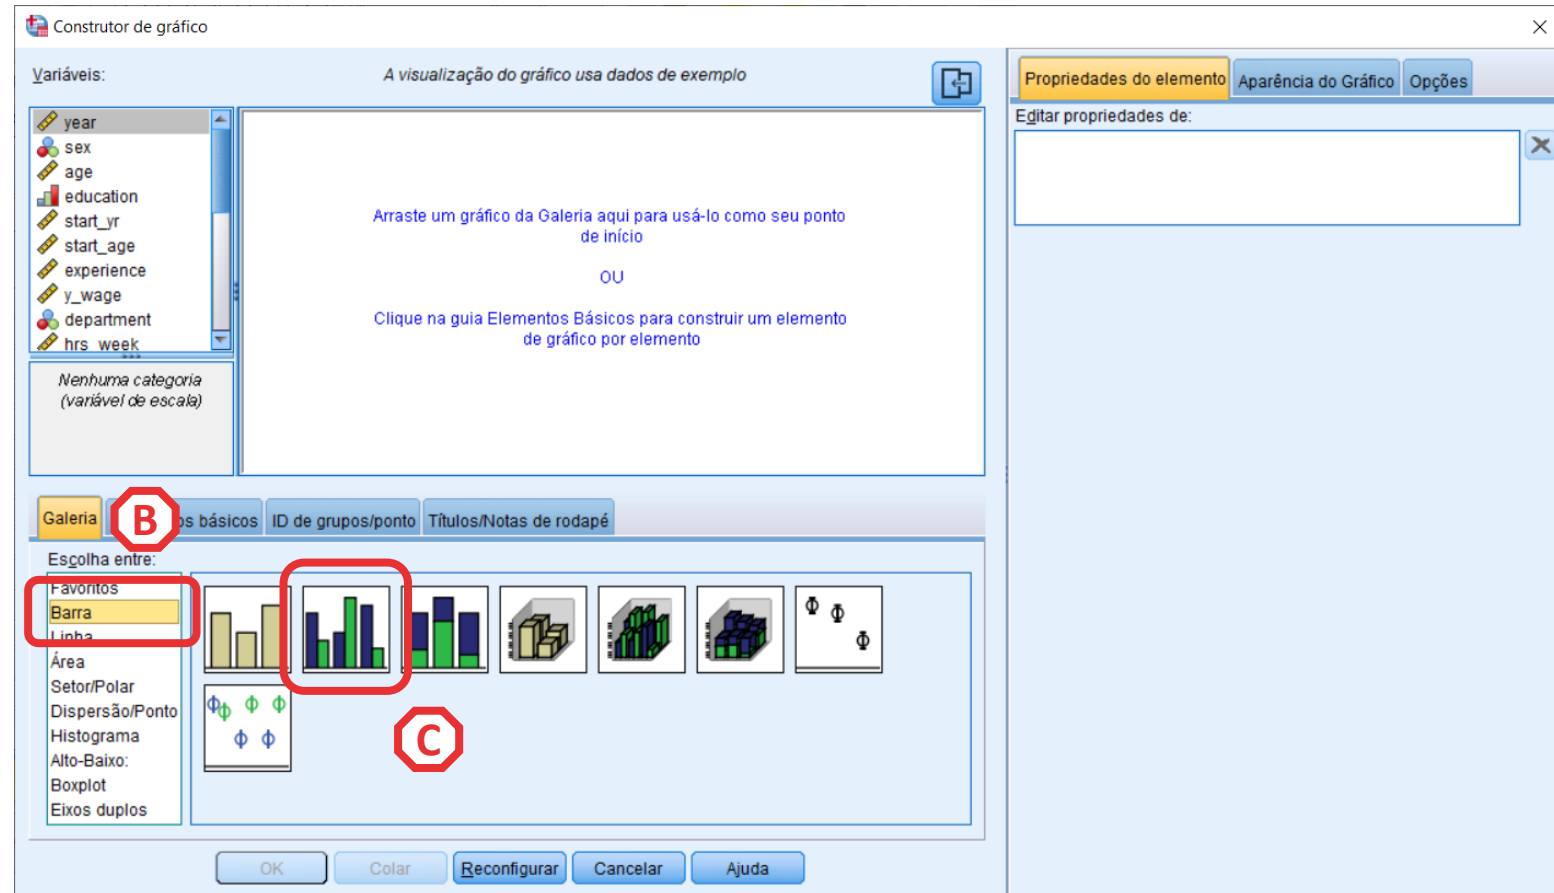 Construtor de gráfico
Variáveis:
A visualização do gráfico usa dados de exemplo
year
sex
age
education
start_yr
start_age
experience
y_wage
department
hrs_week
Nenhuma categoria
(variável de escala)
Arraste um gráfico da Galeria aqui para usá-lo como seu ponto
de início
OU
Clique na guia Elementos Básicos para construir um elemento
de gráfico por elemento
Propriedades do elemento
Aparência do Gráfico
Opções
Editar propriedades de:
Galeria
B
os básicos
ID de grupos/ponto
Títulos/Notas de rodapé
Escolha entre:
Favoritos
Barra
Linha
Área
Setor/Polar
Dispersão/Ponto
Histograma
Alto-Baixo:
Boxplot
Eixos duplos
C
OK
Colar
Reconfigurar
Cancelar
Ajuda